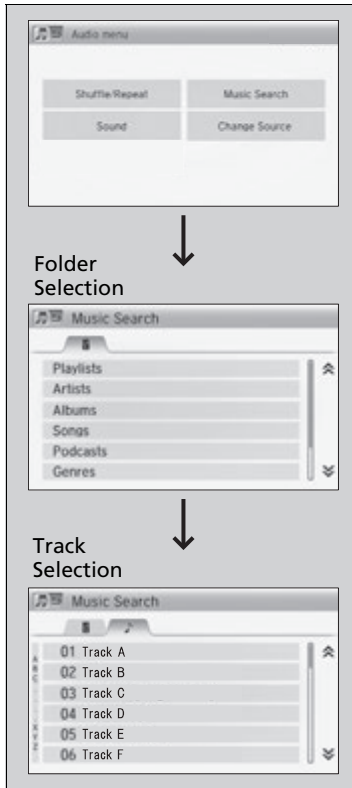 Audio menu
Shuffle/Repeat Music Search
Sound Change Source
Folder
Selection
Music Search
Playlists
Artists
Albums
Songs
Podcasts
Genres
Track
Selection
Music Search
A
B
C
X
Y
Z
01 Track A
02 Track B
03 Track C
04 Track D
05 Track E
06 Track F